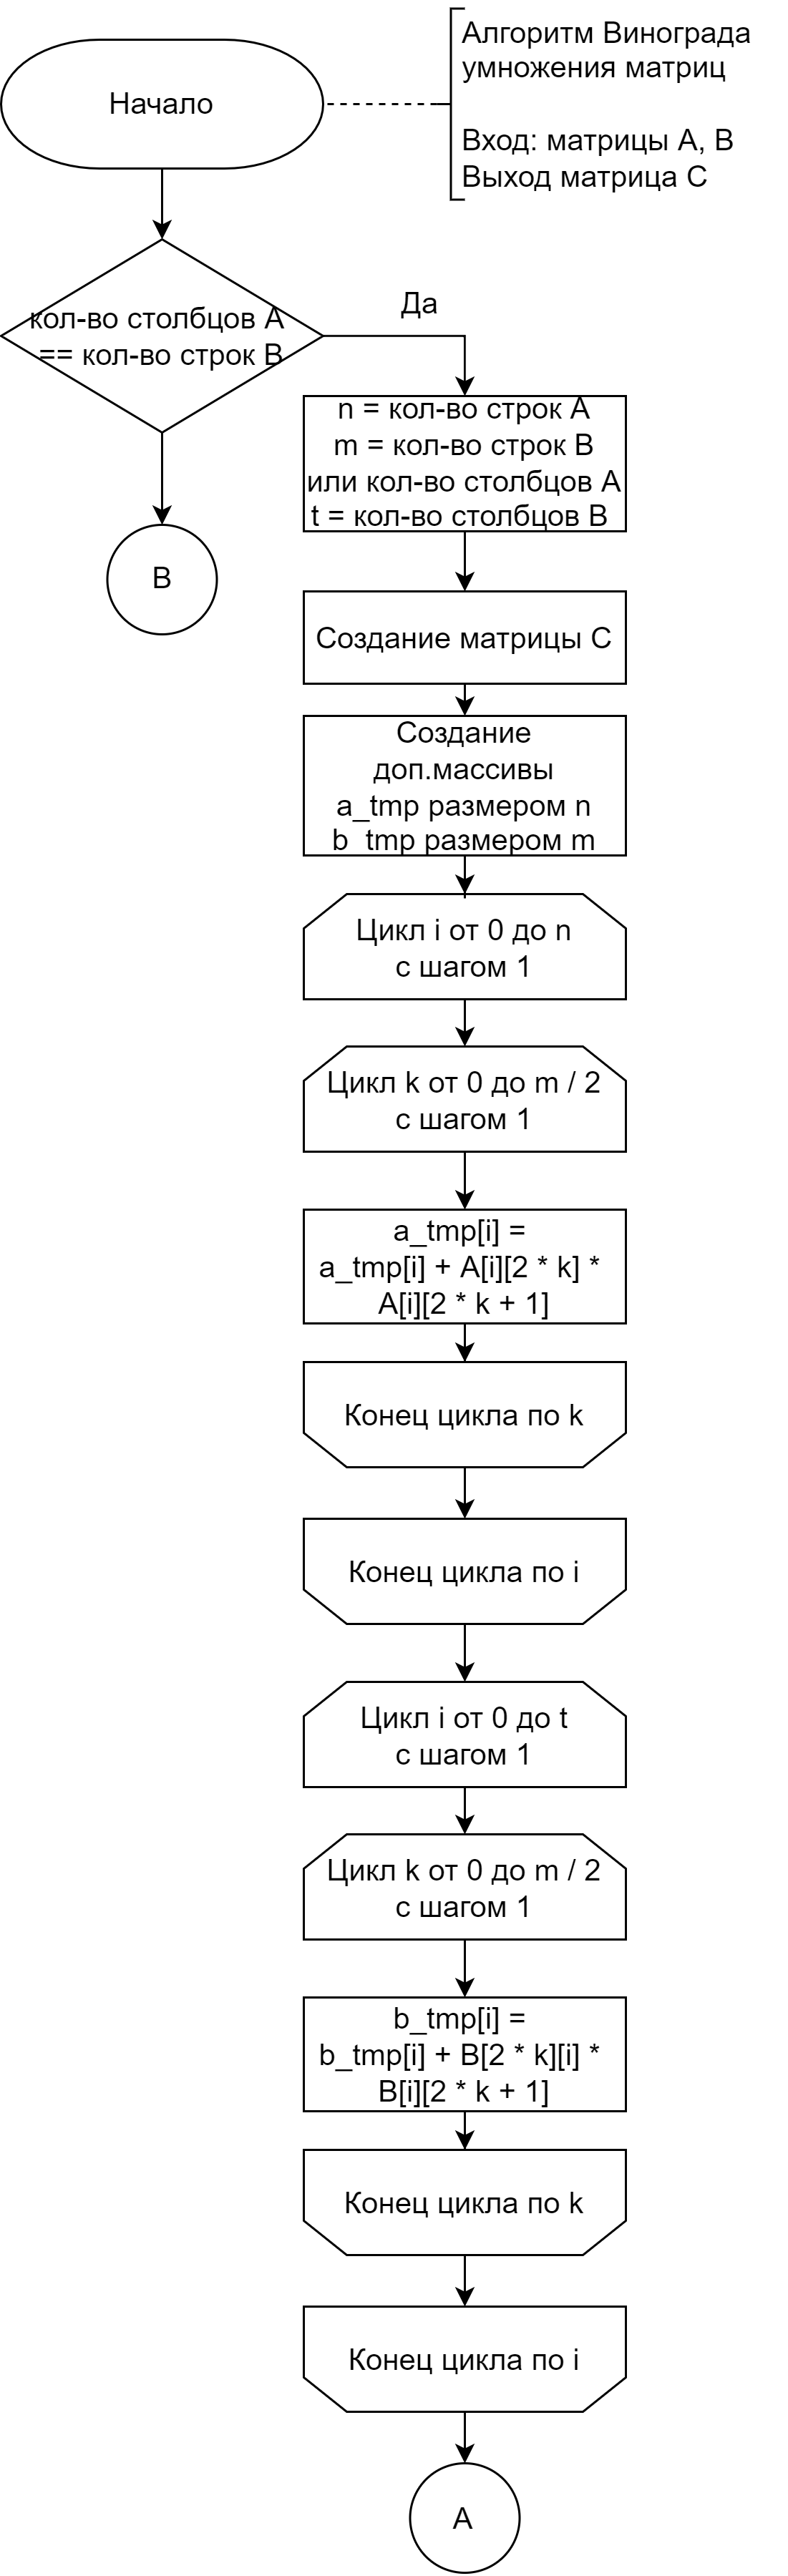 Начало
Алгоритм Винограда
умножения матриц
Вход: матрицы A, B
Выход матрица C
кол-во столбцов A
== кол-во строк B
Да
B
n = кол-во строк A
m = кол-во строк B
или кол-во столбцов A
t = кол-во столбцов B
Создание матрицы C
Создание
доп.массивы
a_tmp размером n
b_tmp размером m
Цикл i от 0 до n
с шагом 1
Цикл k от 0 до m / 2
с шагом 1
a_tmp[i] =
a_tmp[i] + A[i][2 * k] *
A[i][2 * k + 1]
Конец цикла по k
Конец цикла по i
Цикл i от 0 до t
с шагом 1
Цикл k от 0 до m / 2
с шагом 1
b_tmp[i] =
b_tmp[i] + B[2 * k][i] *
B[i][2 * k + 1]
Конец цикла по k
Конец цикла по i
A